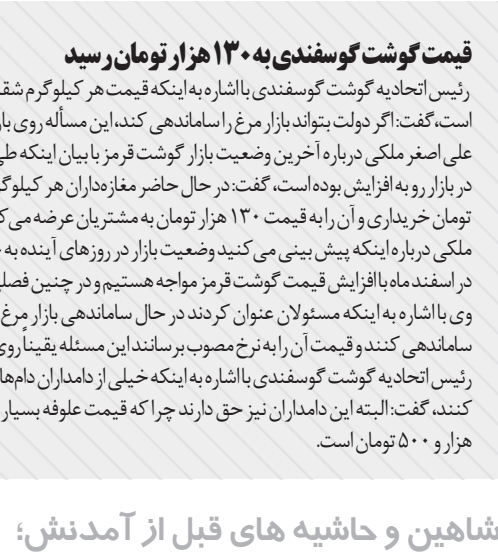 قیمت گوشت گوسفندی به ۱۳۰ هزار تومان رسید
رئیس اتحادیه گوشت گوسفندی با اشاره به اینکه قیمت هر کیلوگرم
است، گفت: اگر دولت بتواند بازار مرغ را ساماندهی کند، این مسأله روی
علی اصغر ملکی درباره آخرین وضعیت بازار گوشت قرمز با بیان اینکه
در بازار رو به افزایش بوده است، گفت: در حال حاضر مغازه‌داران هر
تومان خریداری و آن را به قیمت ۱۳۰ هزار تومان به مشتریان عرضه
ملکی درباره اینکه پیش بینی می کنید وضعیت بازار در روزهای آینده به
در اسفند ماه با افزایش قیمت گوشت قرمز مواجه هستیم و در چنین
وی با اشاره به اینکه مسئولان عنوان کردند در حال ساماندهی بازار مرغ
ساماندهی کنند و قیمت آن را به نرخ مصوب برسانند این مسئله یقیناً روی
رئیس اتحادیه گوشت گوسفندی با اشاره به اینکه خیلی از دامداران
کنند، گفت: البته این دامداران نیز حق دارند چرا که قیمت علوفه بسیار
هزار و ۵۰۰ تومان است.
شاهین و حاشیه های قبل از آمدنش؛